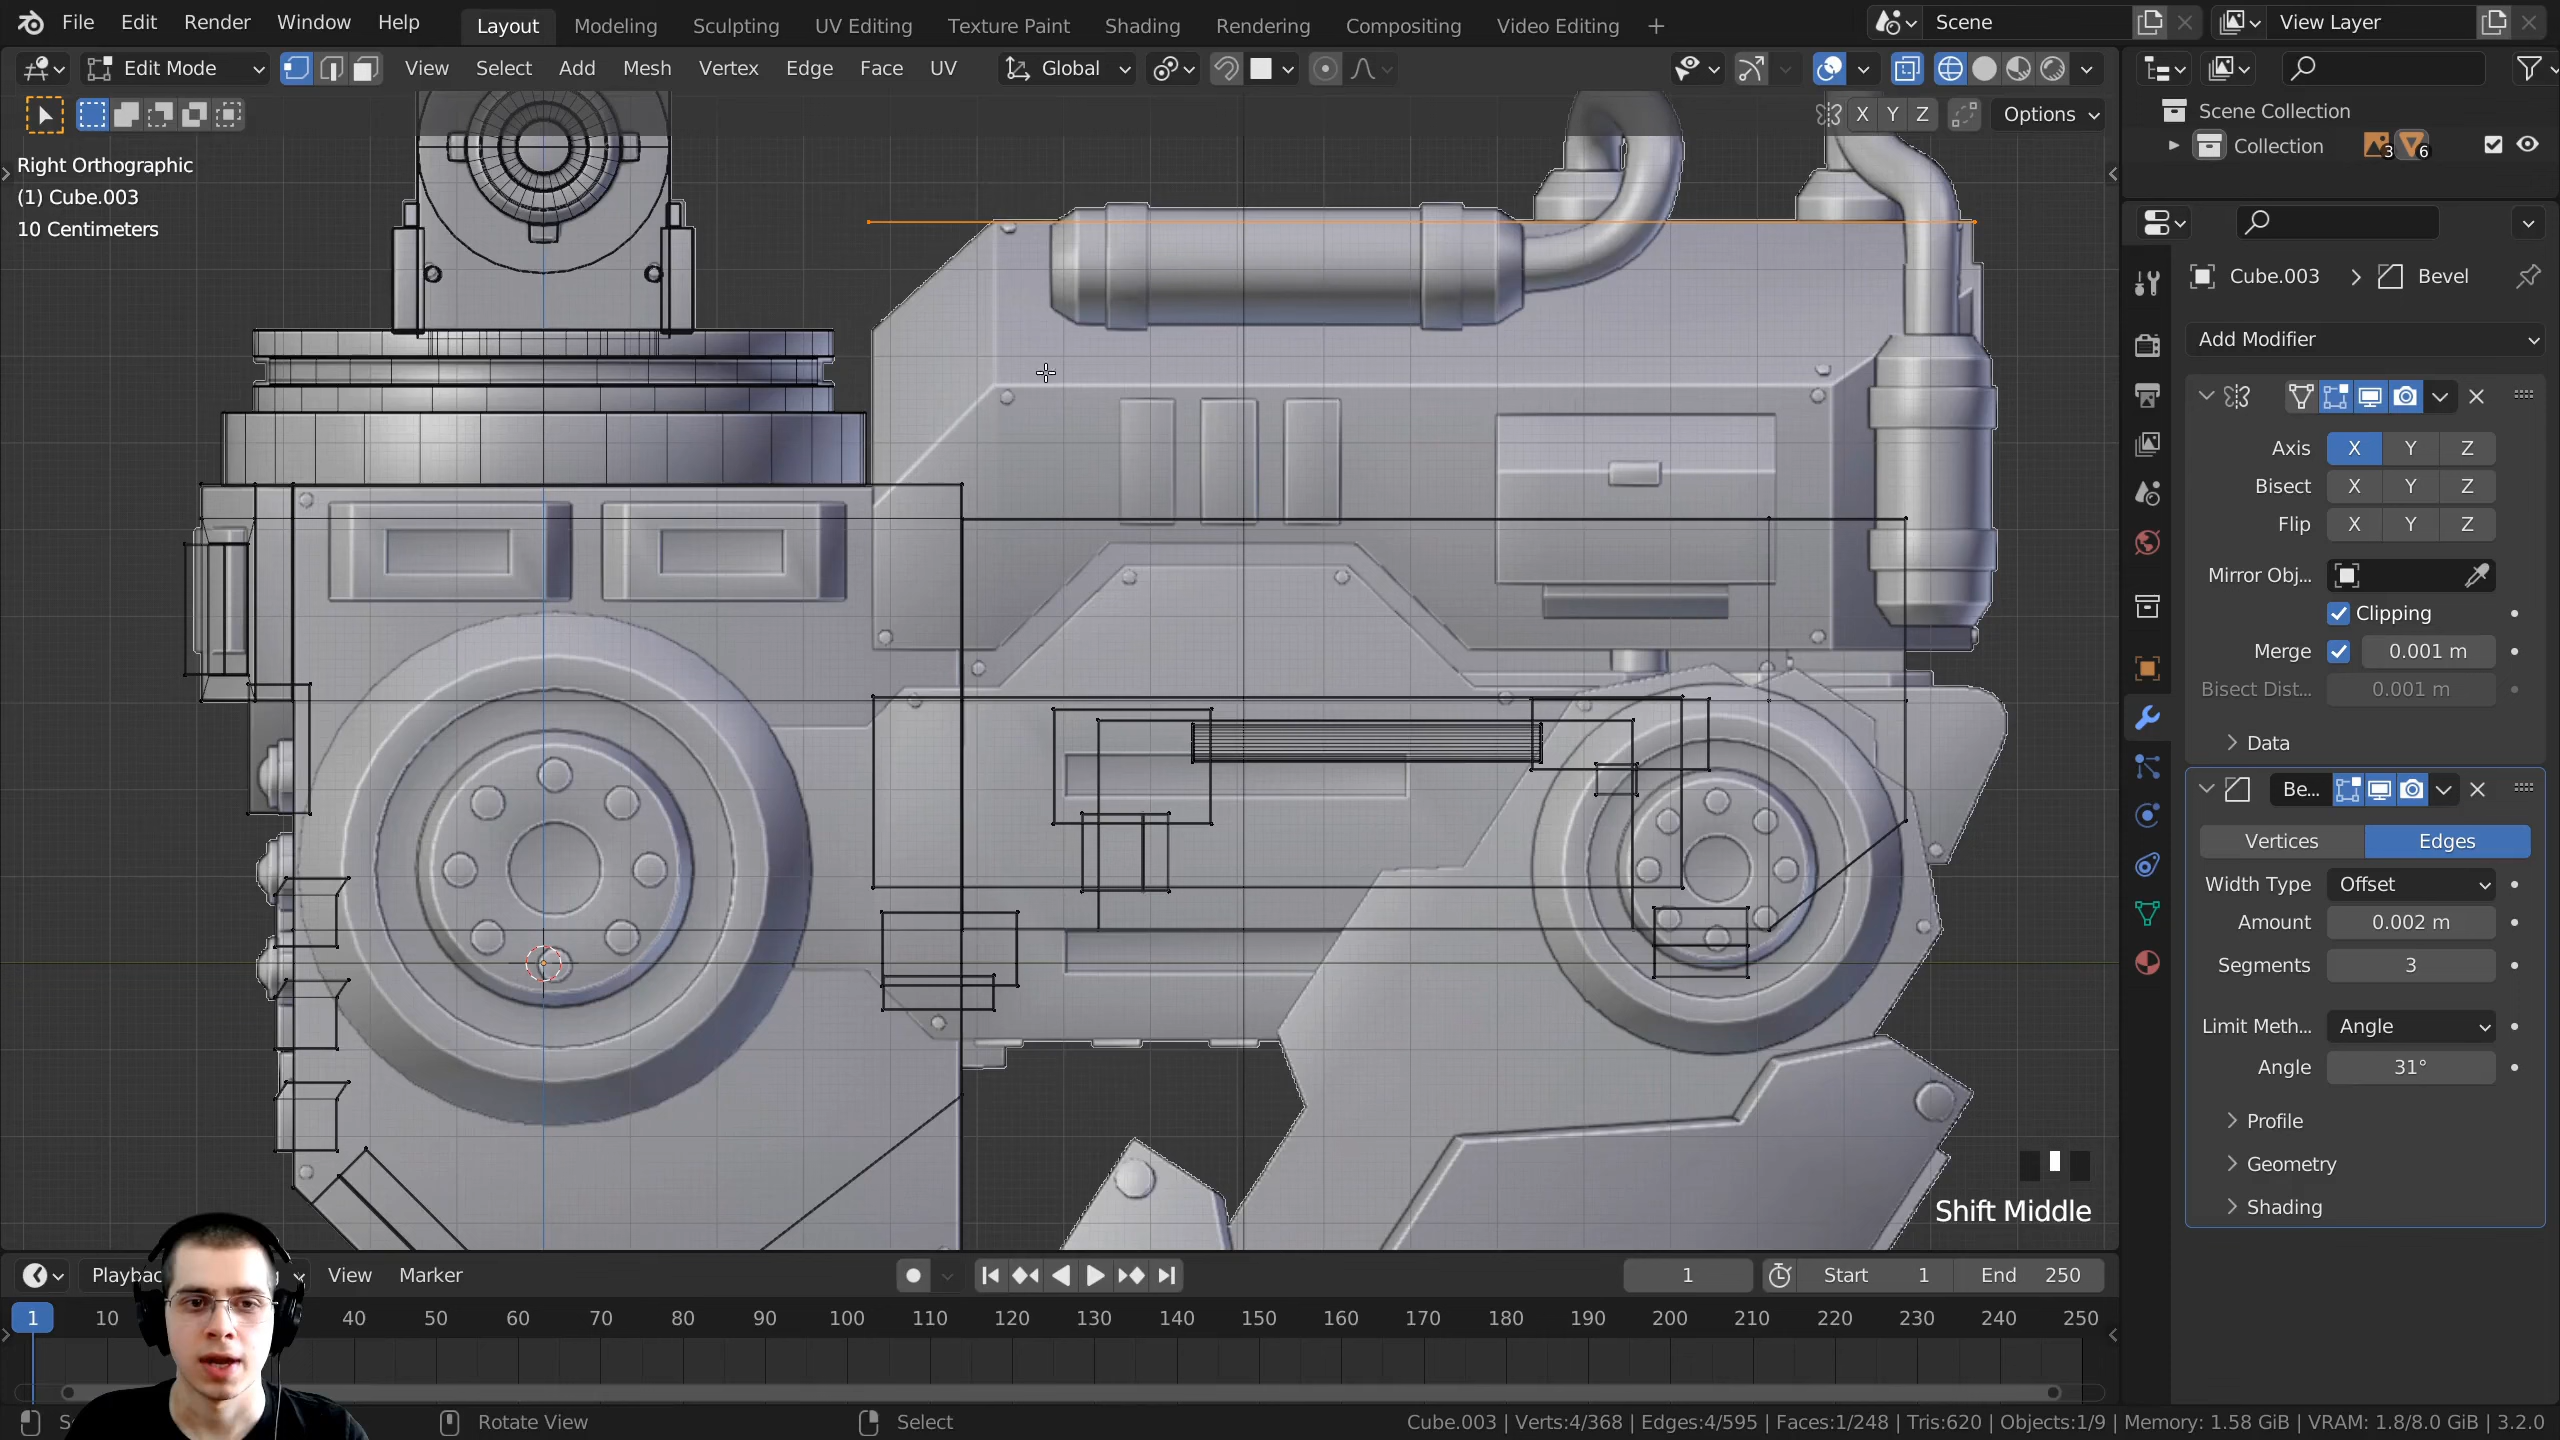 File Edit Render Window Help Layout Modeling Sculpting UV Editing Texture Paint Shading Rendering Compositing Video Editing + Scene View Layer
Edit Mode View Select Add Mesh Vertex Edge Face UV Global
X Y Z Options
Right Orthographic
(1) Cube.003
10 Centimeters
Scene Collection
Collection 3 6
Cube.003 > Bevel
Add Modifier
Axis X Y Z
Bisect X Y Z
Flip X Y Z
Mirror Obj...
Clipping
Merge 0.001 m
Bisect Dist... 0.001 m
Data
Be...
Vertices Edges
Width Type Offset
Amount 0.002 m
Segments 3
Limit Meth... Angle
Angle 31°
Profile
Geometry
Shading
Shift Middle
View Marker 1 Start 1 End 250
1 10 40 50 60 70 80 90 100 110 120 130 140 150 160 170 180 190 200 210 220 230 240 250
Rotate View Select Cube.003 | Verts:4/368 | Edges:4/595 | Faces:1/248 | Tris:620 | Objects:1/9 | Memory: 1.58 GiB | VRAM: 1.8/8.0 GiB | 3.2.0